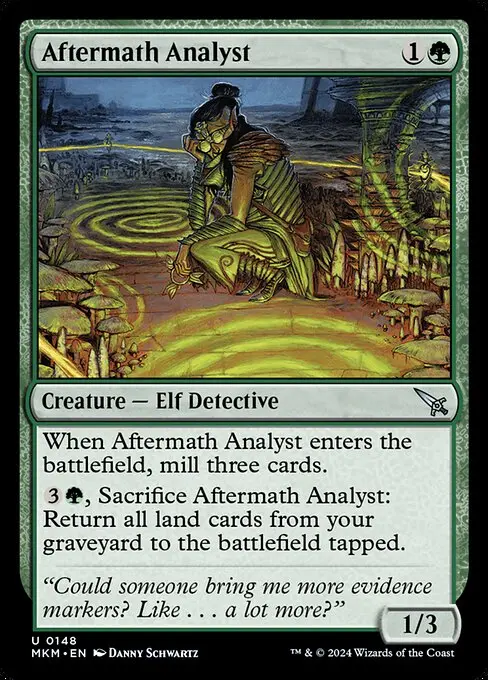 Aftermath Analyst 1
Creature — Elf Detective
When Aftermath Analyst enters the
battlefield, mill three cards.
3, Sacrifice Aftermath Analyst:
Return all land cards from your
graveyard to the battlefield tapped.
“Could someone bring me more evidence
markers? Like . . . a lot more?”
1/3
U 0148
MKM • EN Danny Schwartz
™ & © 2024 Wizards of the Coast